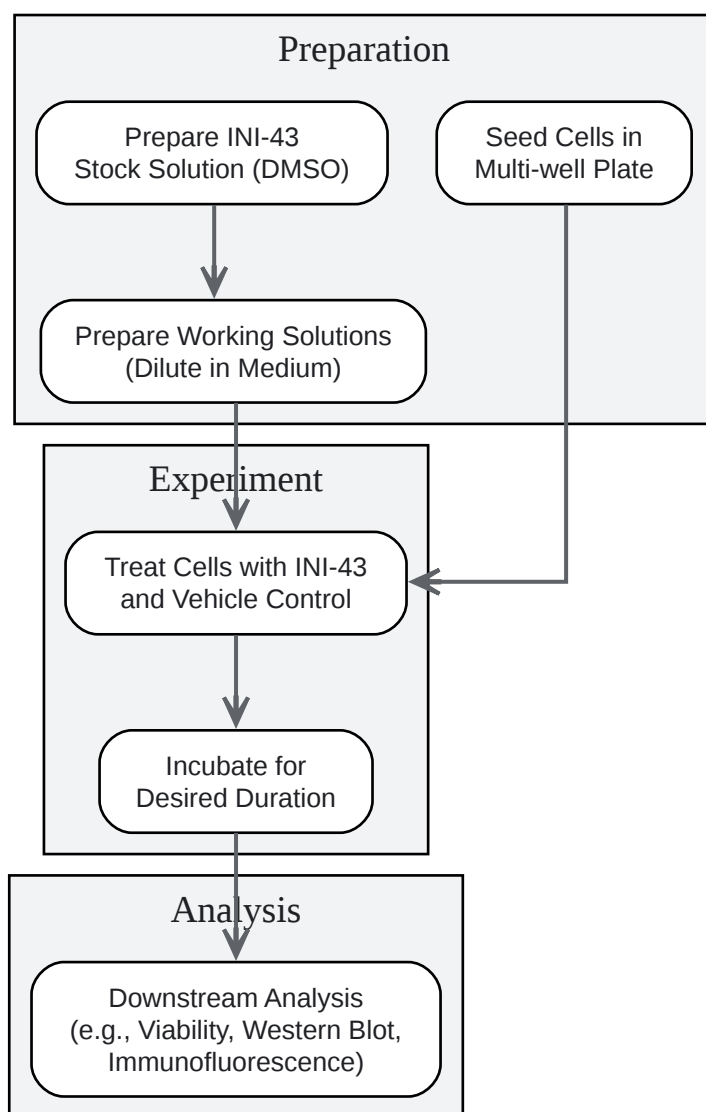 Preparation
Prepare INI-43
Stock Solution (DMSO)
Seed Cells in
Multi-well Plate
Prepare Working Solutions
(Dilute in Medium)
Experiment
Treat Cells with INI-43
and Vehicle Control
Incubate for
Desired Duration
Analysis
Downstream Analysis
(e.g., Viability, Western Blot,
Immunofluorescence)